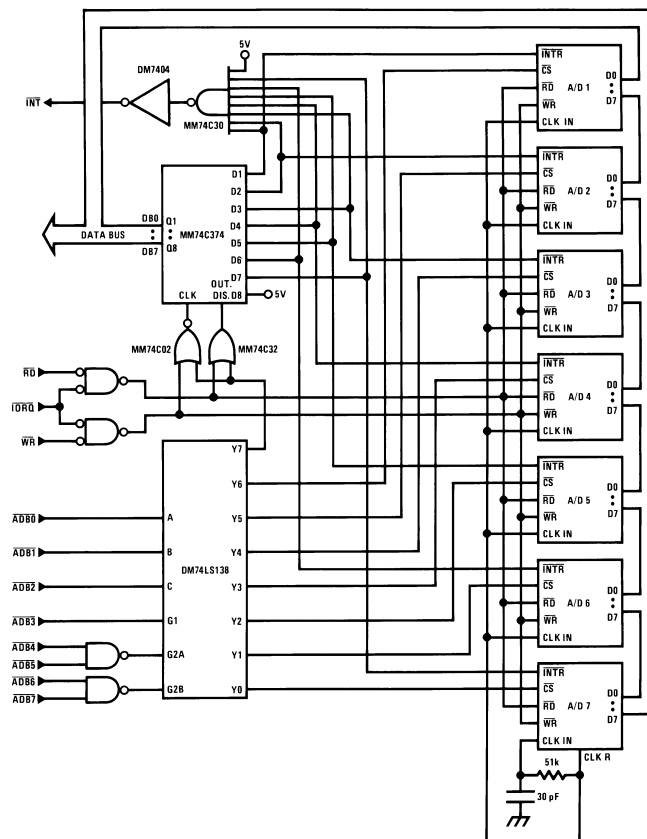 5V
DM7404
INT
MM74C30
INTR
CS
RD
WR
CLK IN
A/D 1
D0
D7
D1
D2
D3
D4
D5
D6
D7
OUT.
DIS. D8
5V
MM74C374
DB0
DB7
Q1
Q8
DATA BUS
CLK
INTR
CS
RD
WR
CLK IN
A/D 2
D0
D7
INTR
CS
RD
WR
CLK IN
A/D 3
D0
D7
MM74C02
MM74C32
RD
IORQ
WR
INTR
CS
RD
WR
CLK IN
A/D 4
D0
D7
Y7
Y6
Y5
Y4
Y3
Y2
Y1
Y0
A
B
C
G1
G2A
G2B
DM74LS138
ADB0
ADB1
ADB2
ADB3
ADB4
ADB5
ADB6
ADB7
INTR
CS
RD
WR
CLK IN
A/D 5
D0
D7
INTR
CS
RD
WR
CLK IN
A/D 6
D0
D7
INTR
CS
RD
WR
CLK IN
A/D 7
D0
D7
CLK R
51k
30 pF